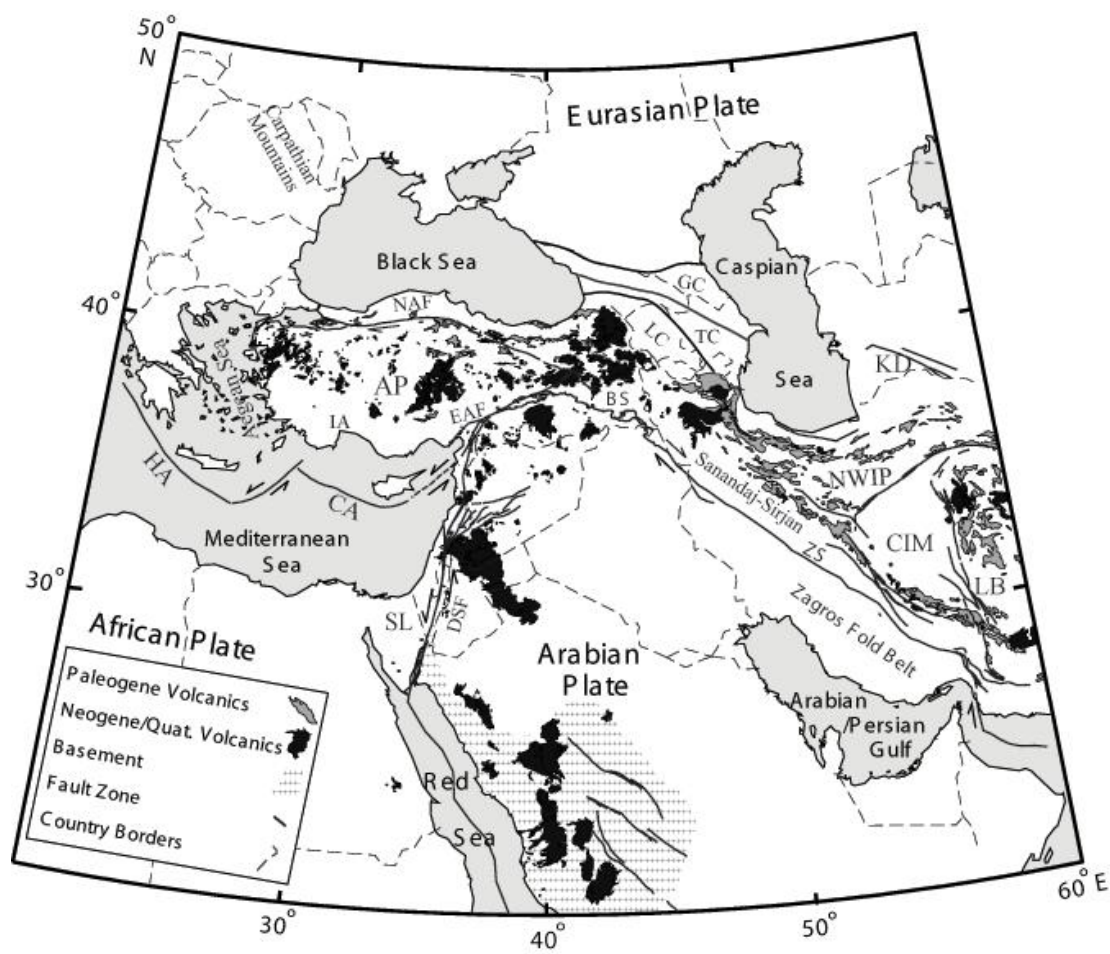 50°
N
Eurasian Plate
Carpathian
Mountains
Black Sea
Caspian
GC
40°
NAF
LC
TC
Aegean Sea
AP
Sea
KD
EAF
BS
IA
HA
CA
Sanandaj-Sirjan
NWIP
Mediterranean
Sea
ZS
CIM
30°
LB
SL
DSF
Zagros Fold Belt
African Plate
Arabian
Plate
Paleogene Volcanics
Neogene/Quat. Volcanics
Basement
Fault Zone
Country Borders
Arabian
/Persian
Gulf
Red
Sea
30°
40°
50°
60° E